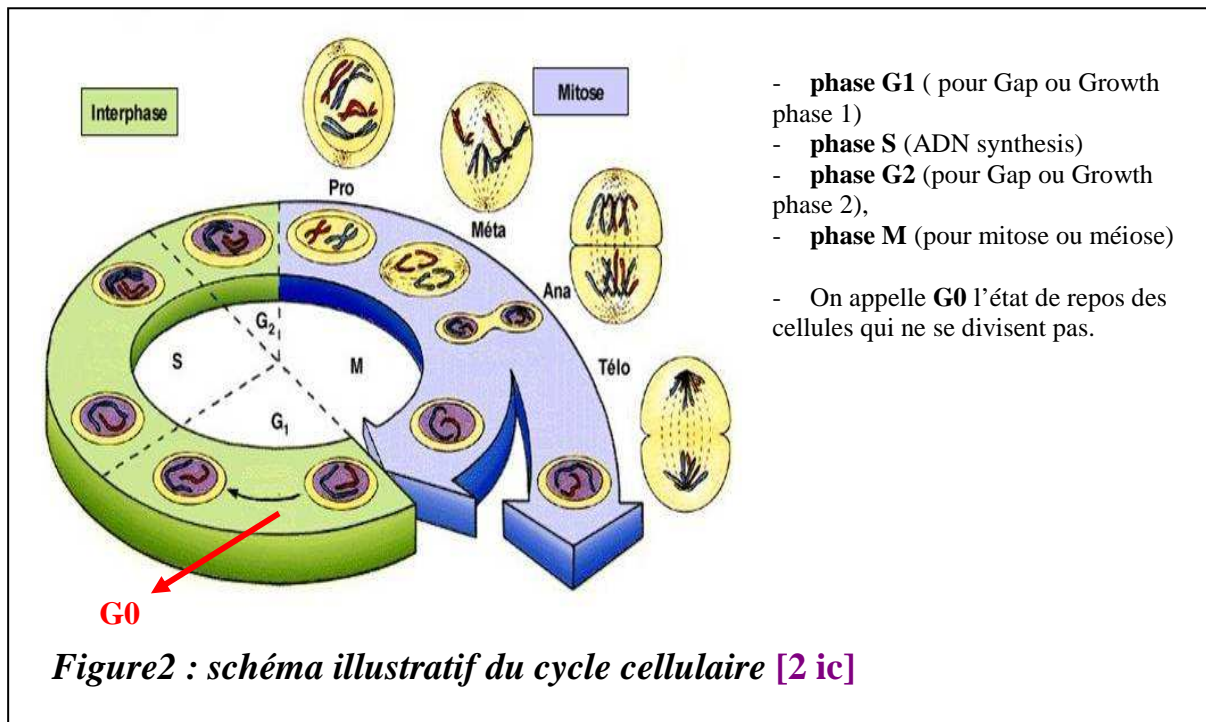 Interphase
Mitose
Pro
Méta
Ana
Télo
G2
S
M
G1
G0
- phase G1 ( pour Gap ou Growth
phase 1)
- phase S (ADN synthesis)
- phase G2 (pour Gap ou Growth
phase 2),
- phase M (pour mitose ou méiose)
- On appelle G0 l’état de repos des
cellules qui ne se divisent pas.
Figure2 : schéma illustratif du cycle cellulaire [2 ic]